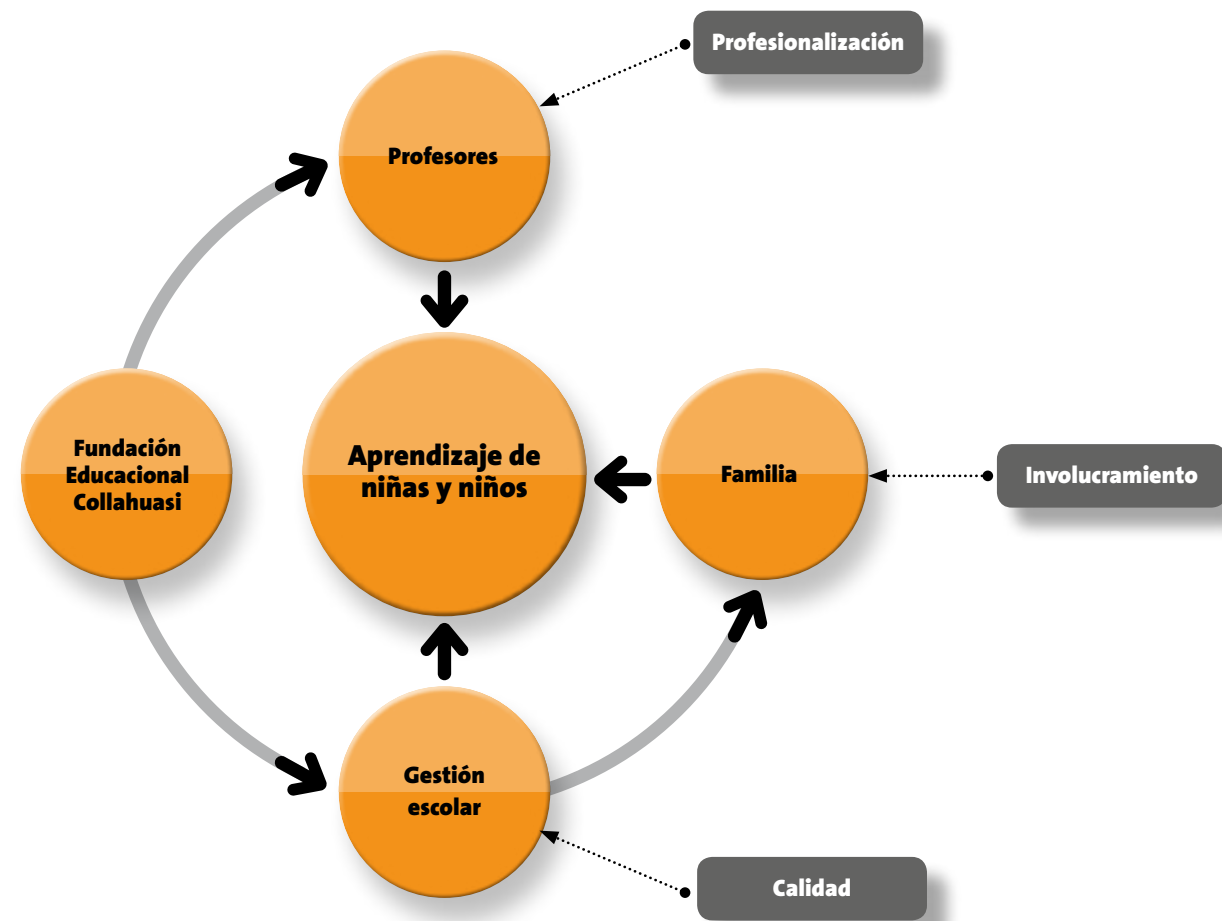 Profesionalización
Profesores
Fundación
Educacional
Collahuasi
Aprendizaje de
niñas y niños
Familia
Involucramiento
Gestión
escolar
Calidad